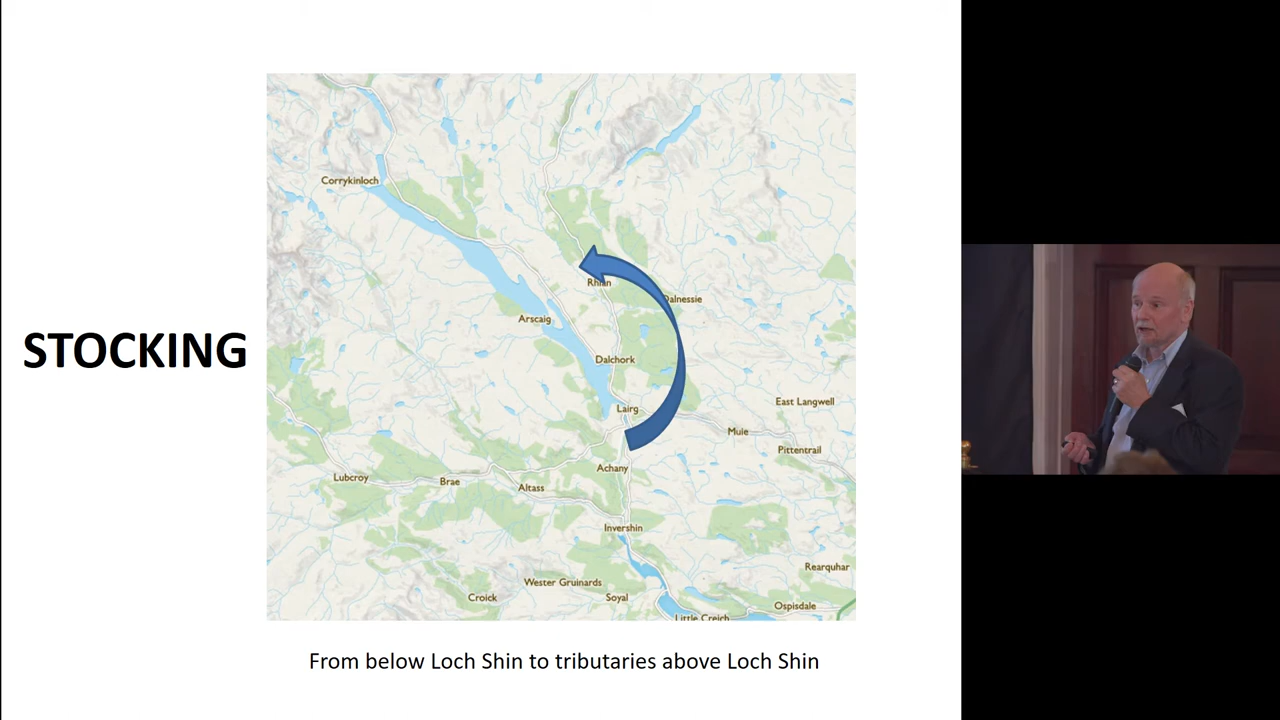 STOCKING
Corrykinloch
Rhian
Dalnessie
Arscaig
Dalchork
East Langwell
Lairg
Muie
Pittentrail
Achany
Lubcroy
Brae
Altass
Invershin
Rearquhar
Wester Gruinards
Croick
Soyal
Ospisdale
Little Creich
From below Loch Shin to tributaries above Loch Shin